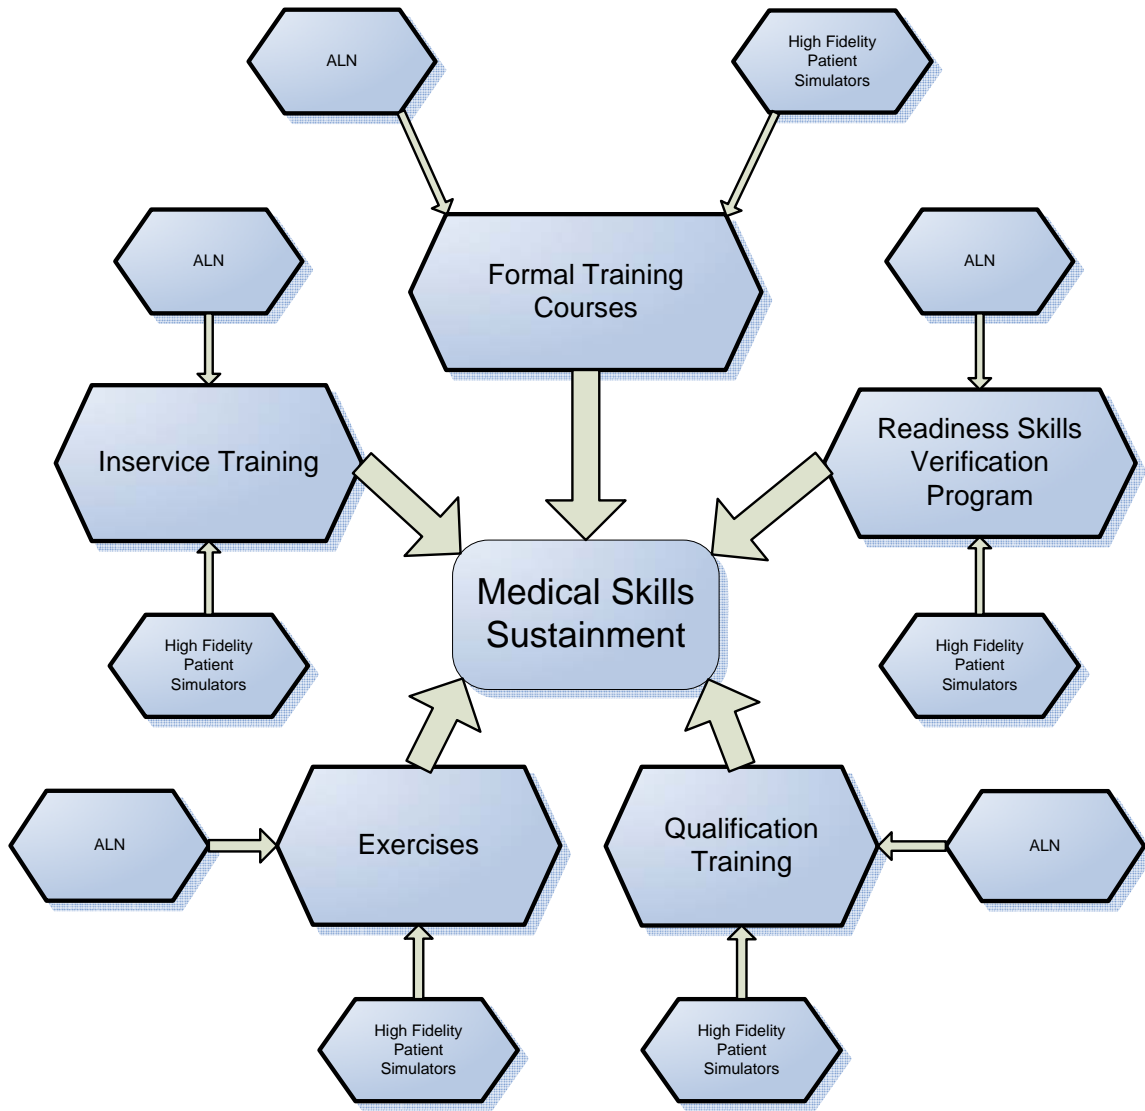 ALN
High Fidelity
Patient
Simulators
ALN
Formal Training
Courses
ALN
Inservice Training
Readiness Skills
Verification
Program
Medical Skills
Sustainment
High Fidelity
Patient
Simulators
High Fidelity
Patient
Simulators
ALN
Exercises
Qualification
Training
ALN
High Fidelity
Patient
Simulators
High Fidelity
Patient
Simulators